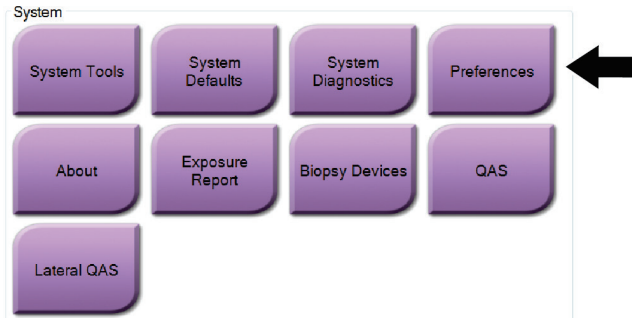 System
System Tools
System
Defaults
System
Diagnostics
Preferences
About
Exposure
Report
Biopsy Devices
QAS
Lateral QAS